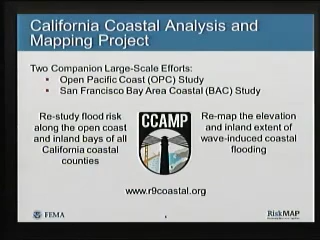 California Coastal Analysis and
Mapping Project
Two Companion Large-Scale Efforts:
• Open Pacific Coast (OPC) Study
• San Francisco Bay Area Coastal (BAC) Study
Re-study flood risk
along the open coast
and inland bays of all
California coastal
counties
CCAMP
Re-map the elevation
and inland extent of
wave-induced coastal
flooding
www.r9coastal.org
FEMA
RiskMAP